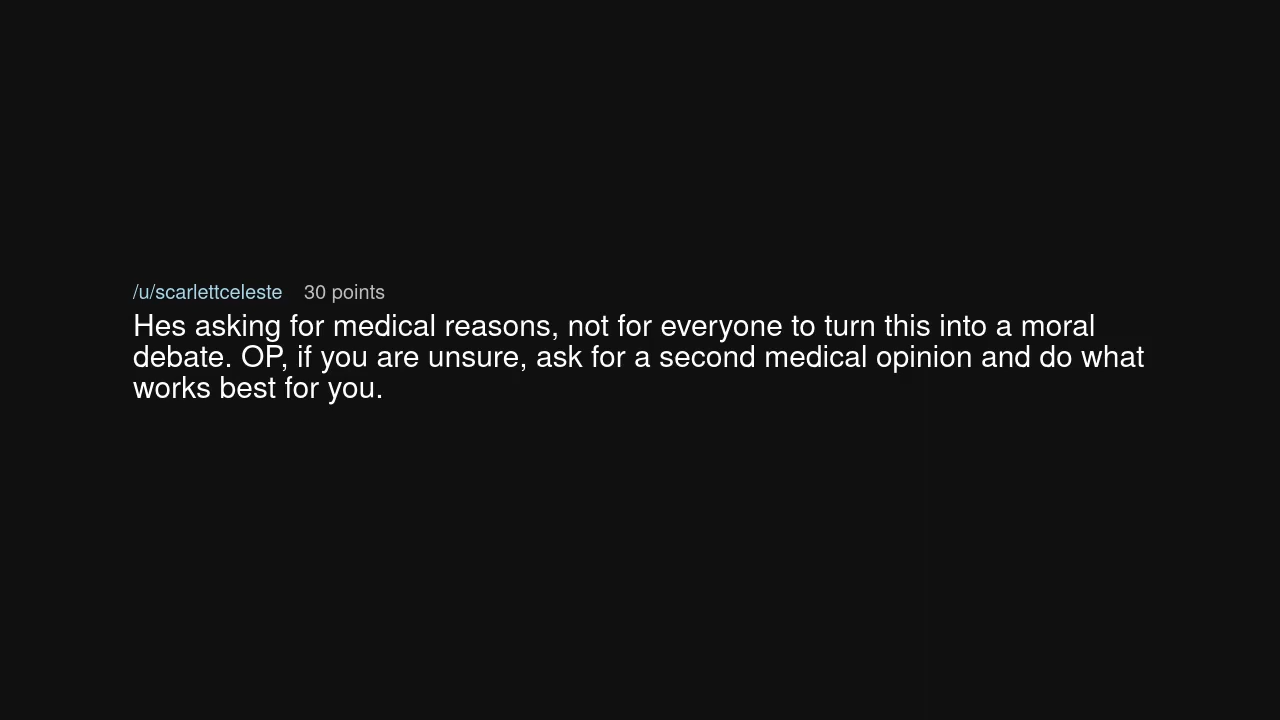 /u/scarlettceleste 30 points
Hes asking for medical reasons, not for everyone to turn this into a moral
debate. OP, if you are unsure, ask for a second medical opinion and do what
works best for you.